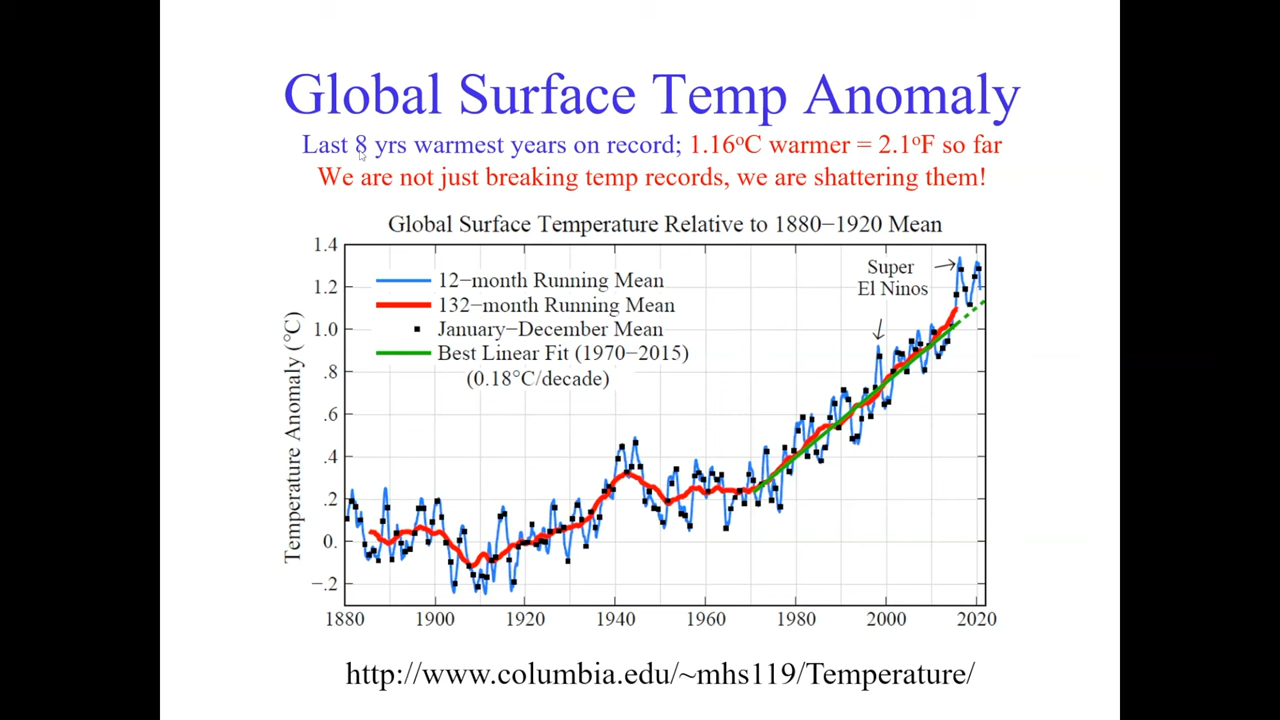 Global Surface Temp Anomaly
Last 8 yrs warmest years on record; 1.16°C warmer = 2.1°F so far
We are not just breaking temp records, we are shattering them!
Global Surface Temperature Relative to 1880−1920 Mean
1.4
1.2
1.0
.8
.6
.4
.2
0.
−.2
Temperature Anomaly (°C)
12−month Running Mean
132−month Running Mean
January−December Mean
Best Linear Fit (1970−2015)
(0.18°C/decade)
Super
El Ninos
1880 1900 1920 1940 1960 1980 2000 2020
http://www.columbia.edu/~mhs119/Temperature/